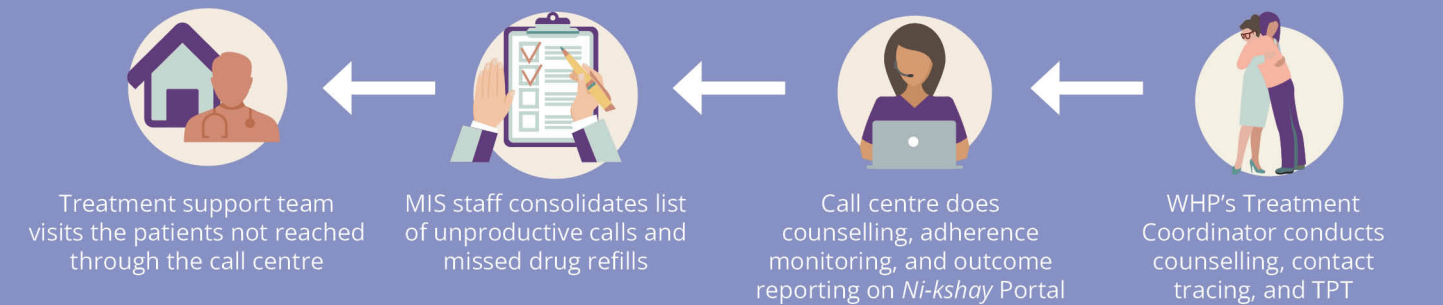 Treatment support team
visits the patients not reached
through the call centre
MIS staff consolidates list
of unproductive calls and
missed drug refills
Call centre does
counselling, adherence
monitoring, and outcome
reporting on Ni-kshay Portal
WHP's Treatment
Coordinator conducts
counselling, contact
tracing, and TPT